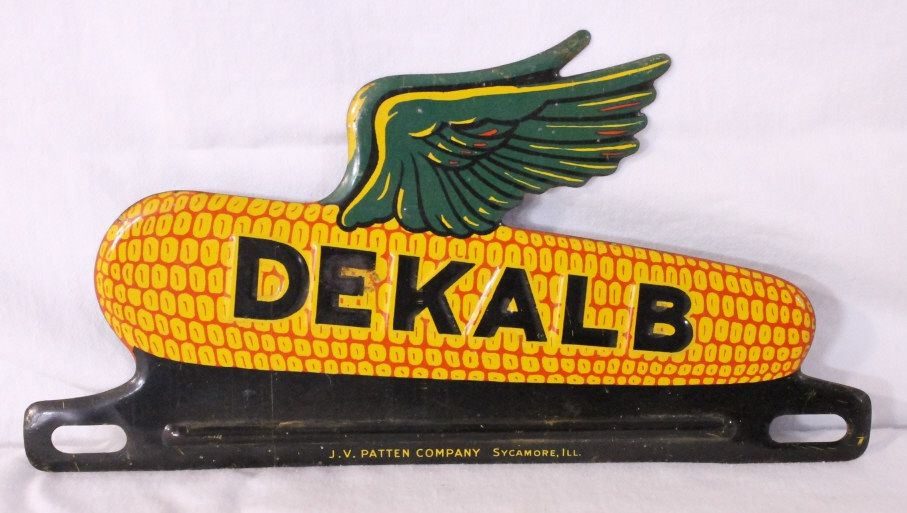 DEKALB
J.V. PATTEN COMPANY SYCAMORE, ILL.